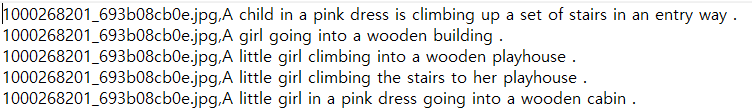 1000268201_693b08cb0e.jpg,A child in a pink dress is climbing up a set of stairs in an entry way .
1000268201_693b08cb0e.jpg,A girl going into a wooden building .
1000268201_693b08cb0e.jpg,A little girl climbing into a wooden playhouse .
1000268201_693b08cb0e.jpg,A little girl climbing the stairs to her playhouse .
1000268201_693b08cb0e.jpg,A little girl in a pink dress going into a wooden cabin .